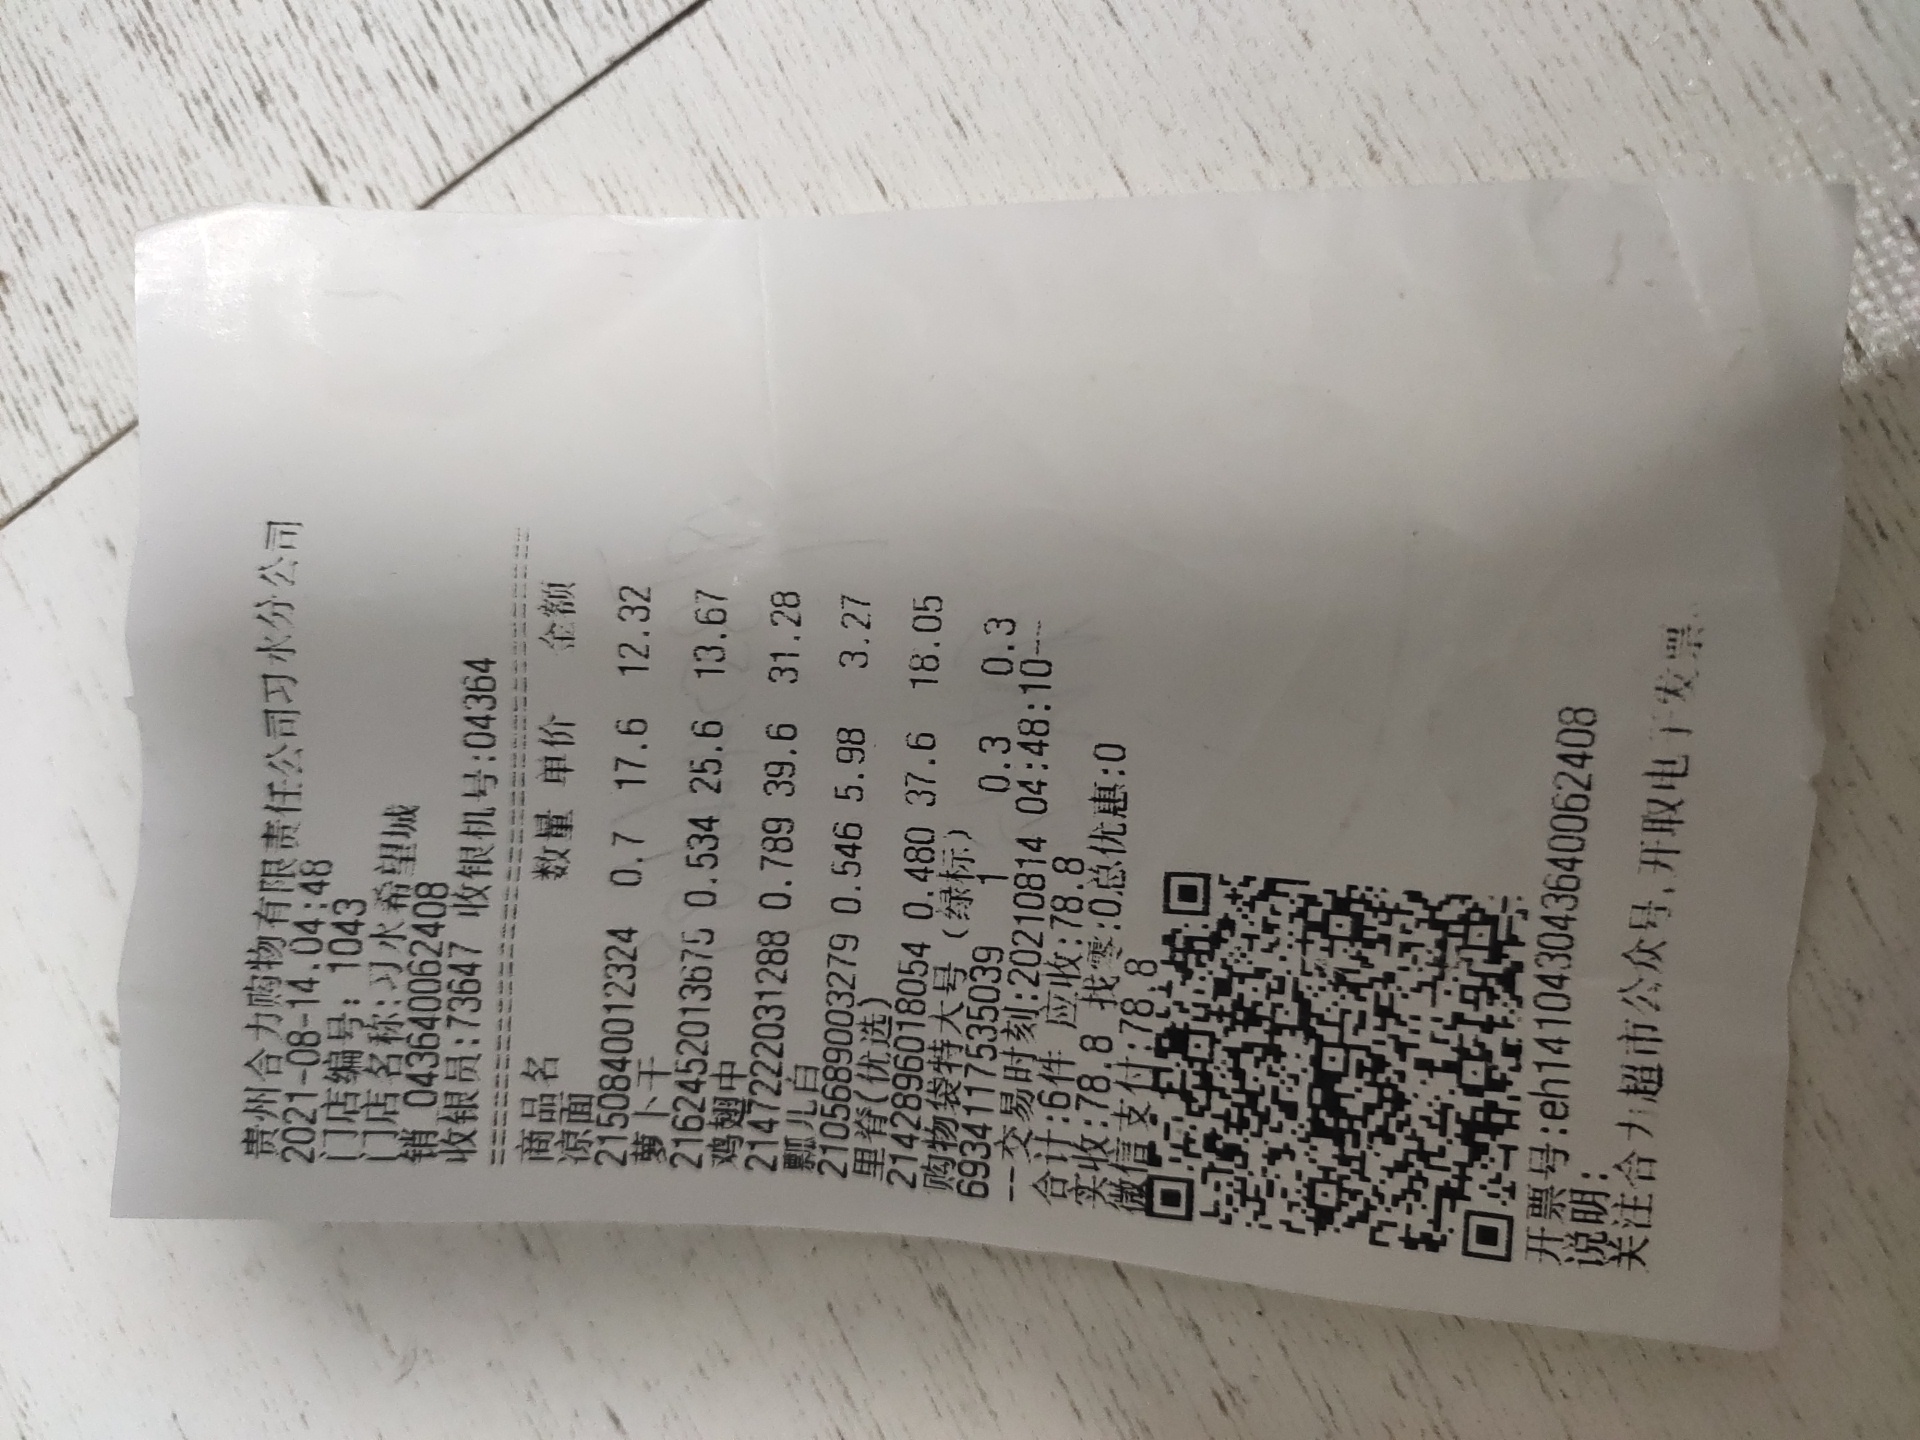 贵州合力购物有限责任公司习水分公司
2021-08-14.04:48
门店编号: 1043
门店名称:习水希望城
销 043640062408
收银员:73647 收银机号:04364
==============================
商品名 数量 单价 金额
凉面
2150840012324 0.7 17.6 12.32
萝卜干
2162452013675 0.534 25.6 13.67
鸡翅中
2147222031288 0.789 39.6 31.28
瓢儿白
2105689003279 0.546 5.98 3.27
里脊(优选)
2142896018054 0.480 37.6 18.05
购物袋特大号(绿标)
6934117535039 1 0.3 0.3
--交易时刻:20210814 04:48:10--
合计:6件 应收:78.8
实收:78.8 找零:0总优惠:0
微信支付:78.8
开票号:eh141043043640062408
说明:
关注合力超市公众号,开取电子发票.